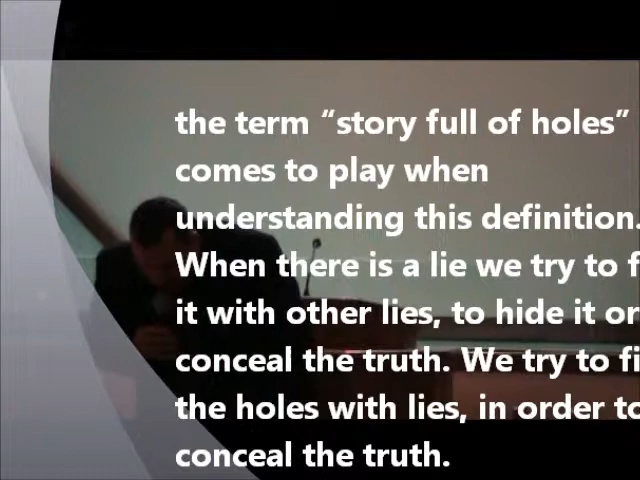 the term “story full of holes”
comes to play when
understanding this definition.
When there is a lie we try to f
it with other lies, to hide it or
conceal the truth. We try to fi
the holes with lies, in order to
conceal the truth.